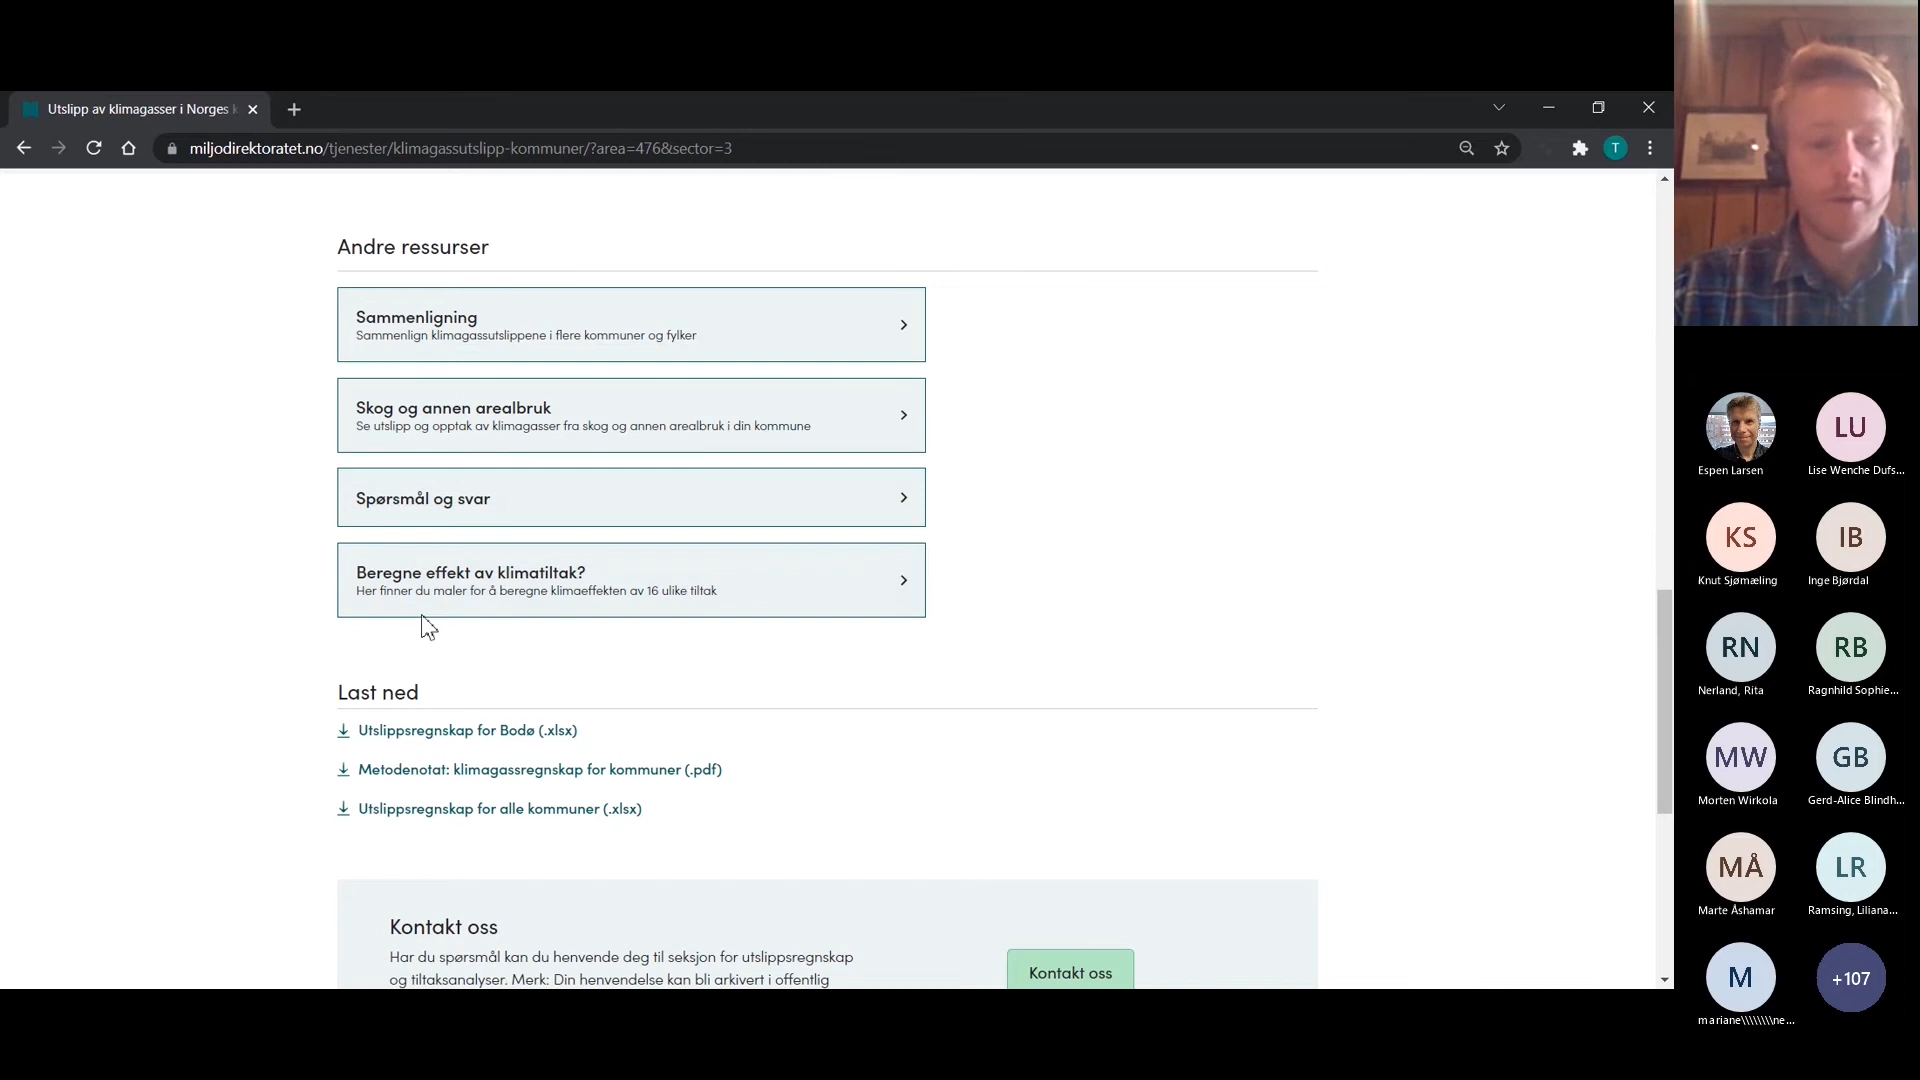 Utslipp av klimagasser i Norges k
miljodirektoratet.no/tjenester/klimagassutslipp-kommuner/?area=476&sector=3
T
Andre ressurser
Sammenligning
Sammenlign klimagassutslippene i flere kommuner og fylker
Skog og annen arealbruk
Se utslipp og opptak av klimagasser fra skog og annen arealbruk i din kommune
Spørsmål og svar
Beregne effekt av klimatiltak?
Her finner du maler for å beregne klimaeffekten av 16 ulike tiltak
Last ned
Utslippsregnskap for Bodø (.xlsx)
Metodenotat: klimagassregnskap for kommuner (.pdf)
Utslippsregnskap for alle kommuner (.xlsx)
Kontakt oss
Har du spørsmål kan du henvende deg til seksjon for utslippsregnskap
og tiltaksanalyser. Merk: Din henvendelse kan bli arkivert i offentlig
Kontakt oss
Espen Larsen
LU
Lise Wenche Dufs...
KS
Knut Sjømæling
IB
Inge Bjørdal
RN
Nerland, Rita
RB
Ragnhild Sophie...
MW
Morten Wirkola
GB
Gerd-Alice Blindh...
MÅ
Marte Åshamar
LR
Ramsing, Liliana...
M
mariane\\\\\\\\ne...
+107